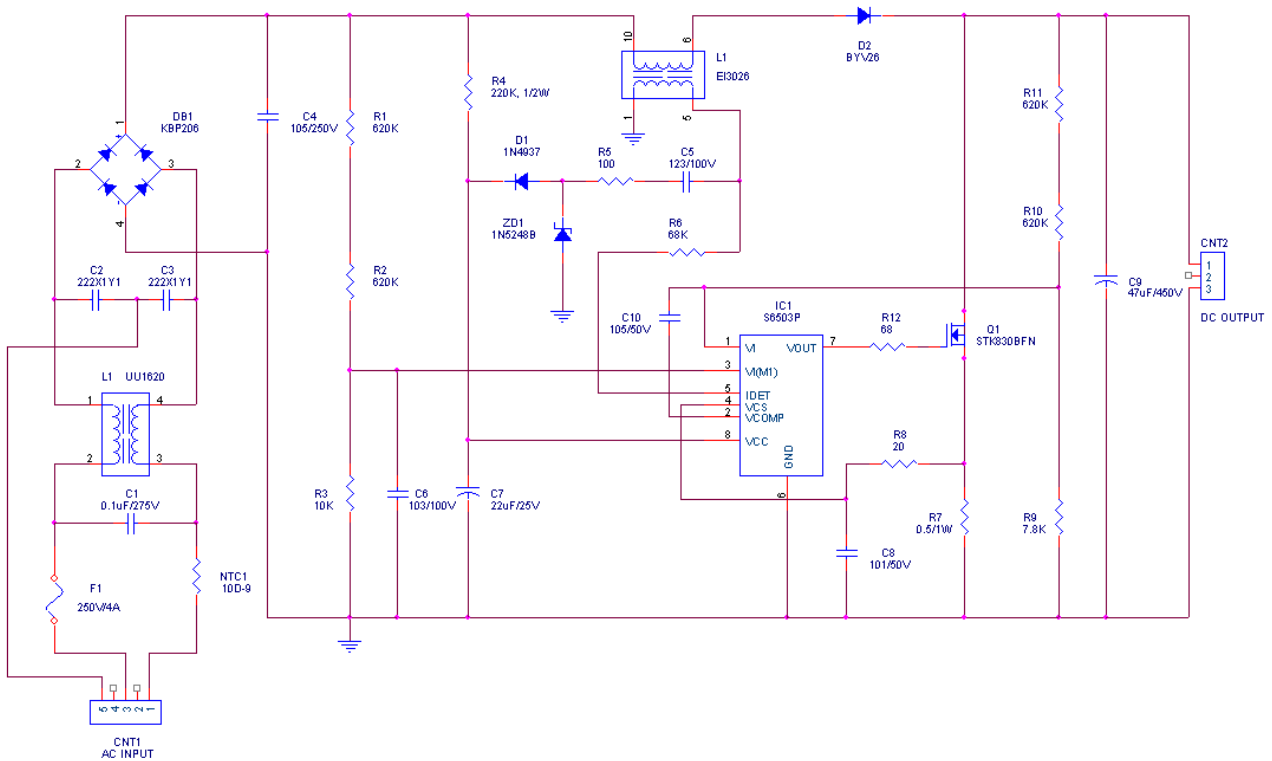 10
6
L1
EI3026
1
5
D2
BYV26
R4
220K, 1/2W
C4
105/250V
R1
620K
R11
620K
DB1
KBP206
1
2
3
4
+
-
D1
1N4937
R5
100
C5
123/100V
ZD1
1N5248B
R6
68K
R10
620K
CNT2
1
2
3
DC OUTPUT
C2
222X1Y1
C3
222X1Y1
R2
620K
C9
47uF/450V
C10
105/50V
IC1
S6503P
1
VI
VOUT
7
3
VI(M1)
5
IDET
4
VCS
2
VCOMP
8
VCC
GND
6
R12
68
Q1
STK830BFN
L1 UU1620
1
4
2
3
C1
0.1uF/275V
R3
10K
C6
103/100V
C7
22uF/25V
R8
20
R7
0.5/1W
R9
7.8K
C8
101/50V
F1
250V/4A
NTC1
10D-9
5
4
3
2
1
CNT1
AC INPUT